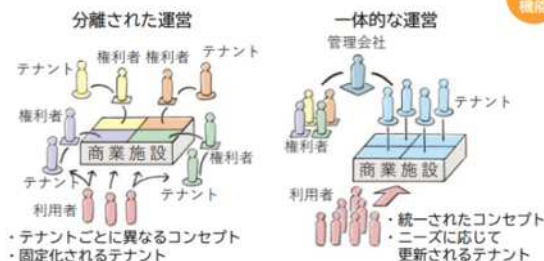 分離された運営
テナント
権利者
権利者
テナント
権利者
権利者
商業施設
テナント
テナント
利用者
・テナントごとに異なるコンセプト
・固定化されるテナント
一体的な運営
管理会社
テナント
権利者
商業施設
利用者
・統一されたコンセプト
・ニーズに応じて
更新されるテナント